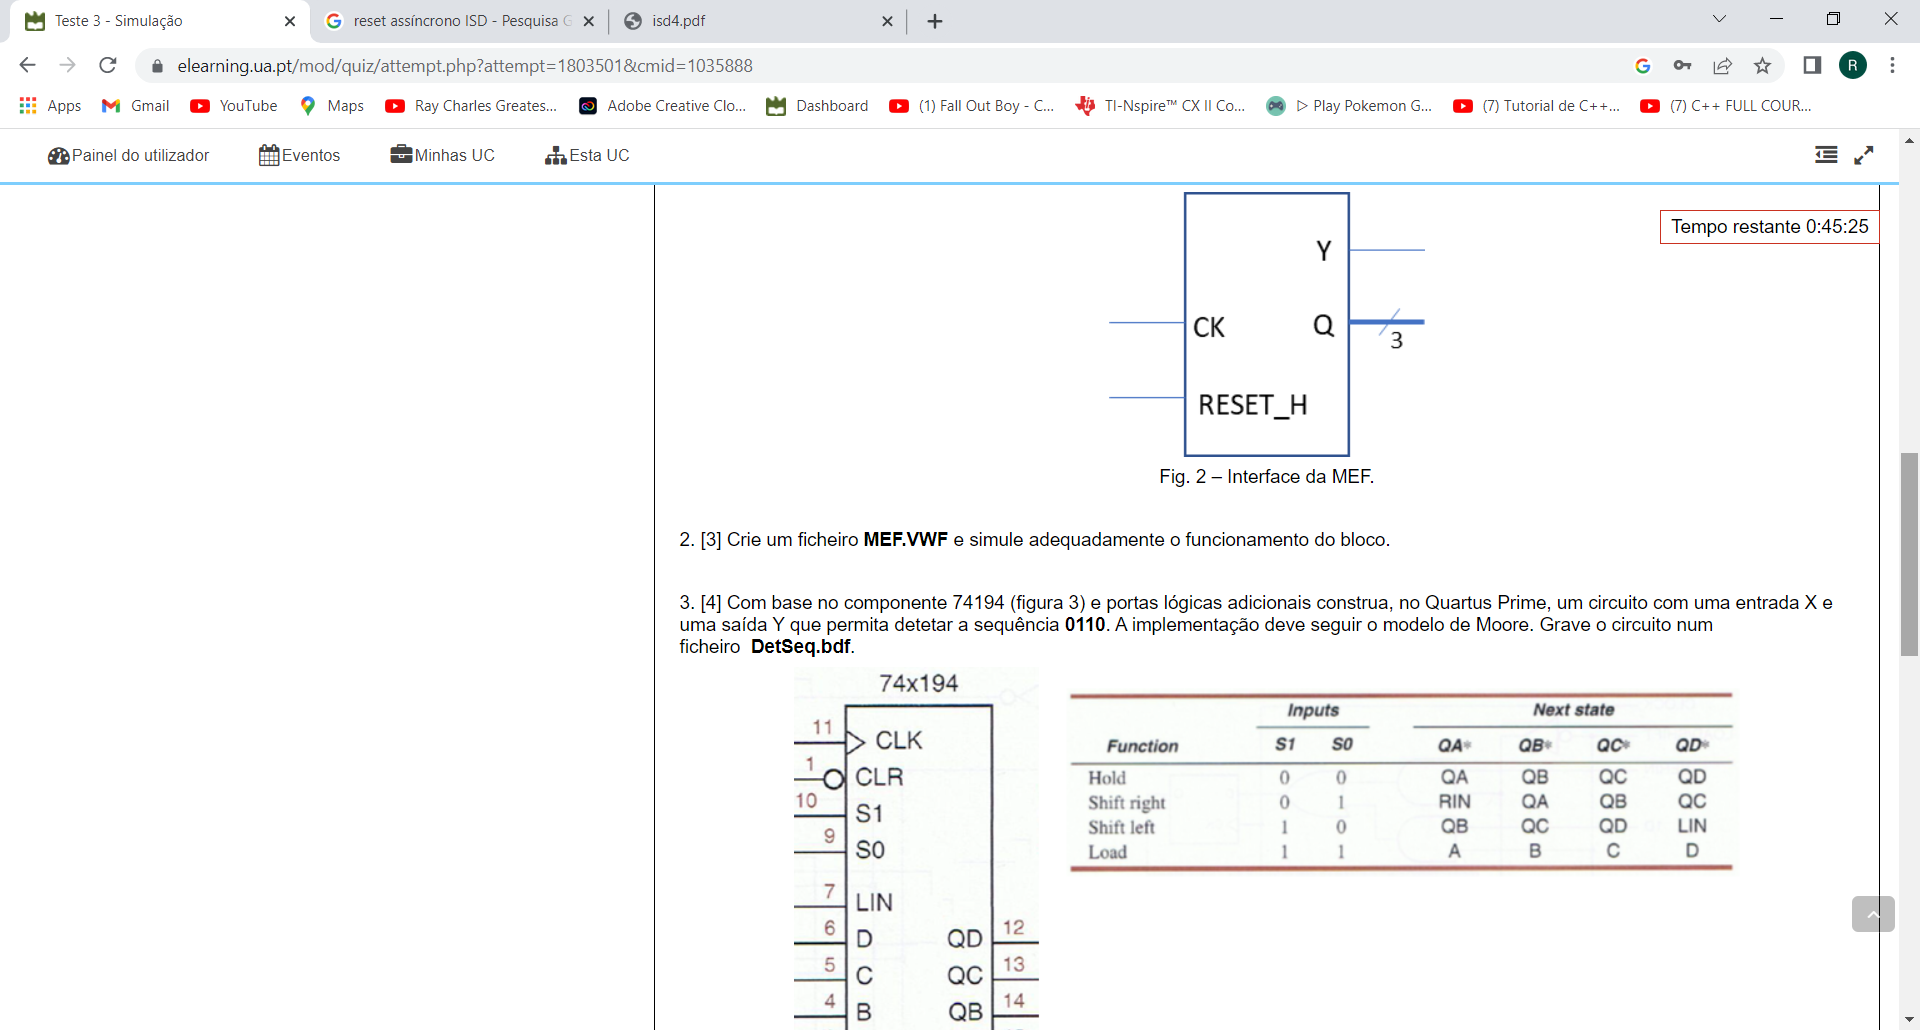 Teste 3 - Simulação
reset assíncrono ISD - Pesquisa G
isd4.pdf
elearning.ua.pt/mod/quiz/attempt.php?attempt=1803501&cmid=1035888
R
Apps
Gmail
YouTube
Maps
Ray Charles Greates...
Adobe Creative Clo...
Dashboard
(1) Fall Out Boy - C...
TI-Nspire™ CX II Co...
▷ Play Pokemon G...
(7) Tutorial de C++...
(7) C++ FULL COUR...
Painel do utilizador
Eventos
Minhas UC
Esta UC
Tempo restante 0:45:25
Y
CK
Q
3
RESET_H
Fig. 2 – Interface da MEF.
2. [3] Crie um ficheiro MEF.VWF e simule adequadamente o funcionamento do bloco.
3. [4] Com base no componente 74194 (figura 3) e portas lógicas adicionais construa, no Quartus Prime, um circuito com uma entrada X e
uma saída Y que permita detetar a sequência 0110. A implementação deve seguir o modelo de Moore. Grave o circuito num
ficheiro DetSeq.bdf.
74x194
11 CLK
1 CLR
10 S1
9 S0
7 LIN
6 D QD 12
5 C QC 13
4 B QB 14
Inputs Next state
Function S1 S0 QA* QB* QC* QD*
Hold 0 0 QA QB QC QD
Shift right 0 1 RIN QA QB QC
Shift left 1 0 QB QC QD LIN
Load 1 1 A B C D